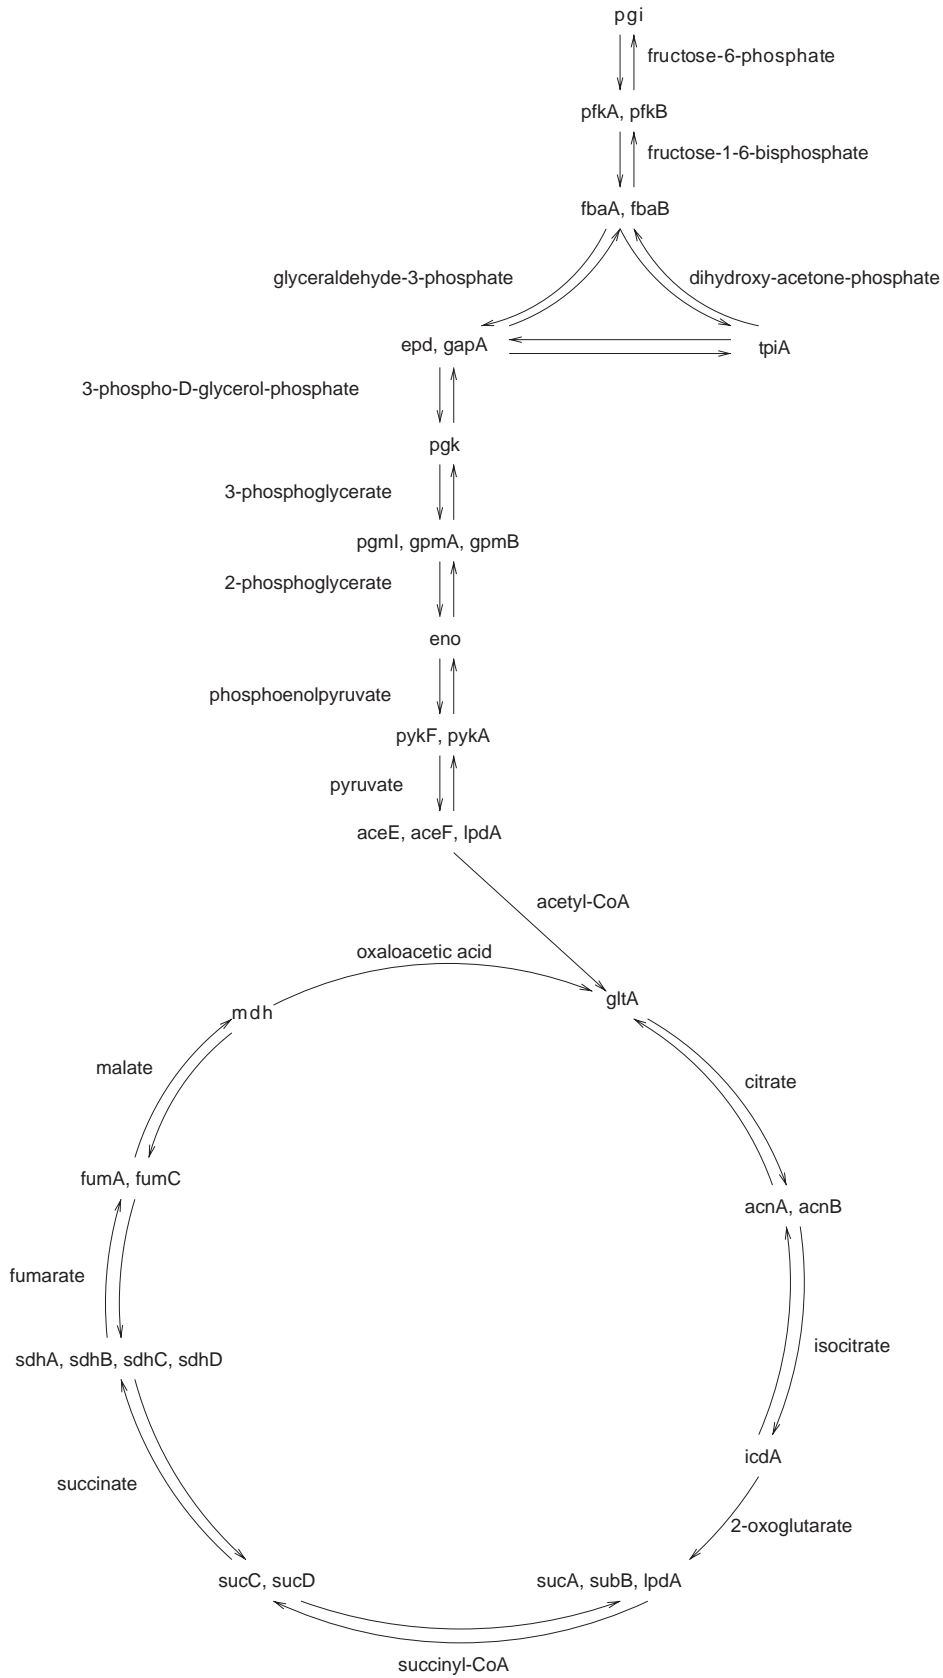 pgi
fructose-6-phosphate
pfkA, pfkB
fructose-1-6-bisphosphate
fbaA, fbaB
glyceraldehyde-3-phosphate
dihydroxy-acetone-phosphate
epd, gapA
tpiA
3-phospho-D-glycerol-phosphate
pgk
3-phosphoglycerate
pgmI, gpmA, gpmB
2-phosphoglycerate
eno
phosphoenolpyruvate
pykF, pykA
pyruvate
aceE, aceF, lpdA
acetyl-CoA
oxaloacetic acid
gltA
mdh
malate
citrate
fumA, fumC
acnA, acnB
fumarate
isocitrate
sdhA, sdhB, sdhC, sdhD
icdA
succinate
2-oxoglutarate
sucC, sucD
sucA, subB, lpdA
succinyl-CoA